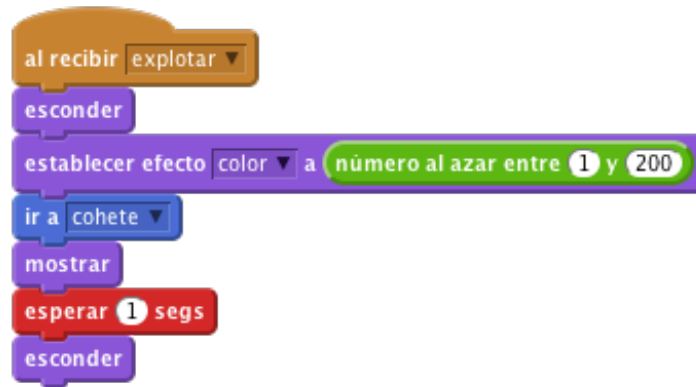 al recibir explotar
esconder
establecer efecto color a número al azar entre 1 y 200
ir a cohete
mostrar
esperar 1 segs
esconder